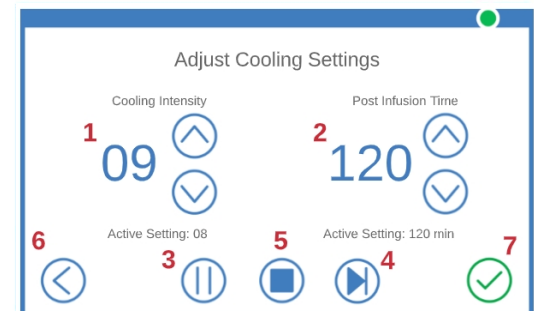 Adjust Cooling Settings
Cooling Intensity
Post Infusion Time
1
09
2
120
Active Setting: 08
Active Setting: 120 min
6
3
5
4
7